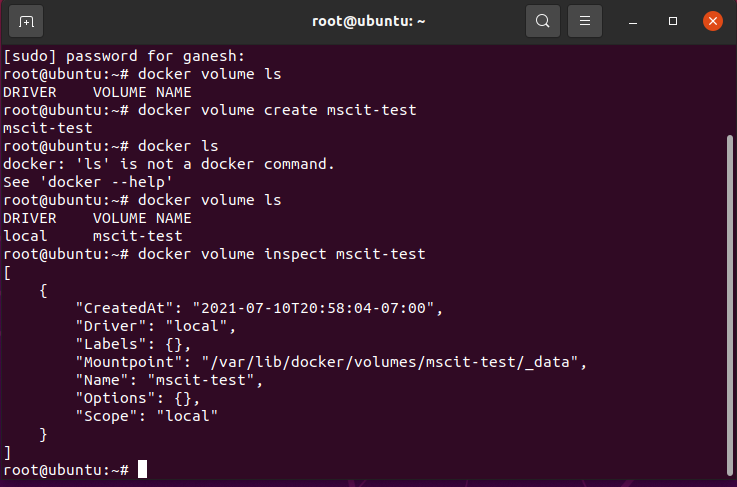 root@ubuntu: ~
[sudo] password for ganesh:
root@ubuntu:~# docker volume ls
DRIVER    VOLUME NAME
root@ubuntu:~# docker volume create mscit-test
mscit-test
root@ubuntu:~# docker ls
docker: 'ls' is not a docker command.
See 'docker --help'
root@ubuntu:~# docker volume ls
DRIVER    VOLUME NAME
local     mscit-test
root@ubuntu:~# docker volume inspect mscit-test
[
    {
        "CreatedAt": "2021-07-10T20:58:04-07:00",
        "Driver": "local",
        "Labels": {},
        "Mountpoint": "/var/lib/docker/volumes/mscit-test/_data",
        "Name": "mscit-test",
        "Options": {},
        "Scope": "local"
    }
]
root@ubuntu:~#